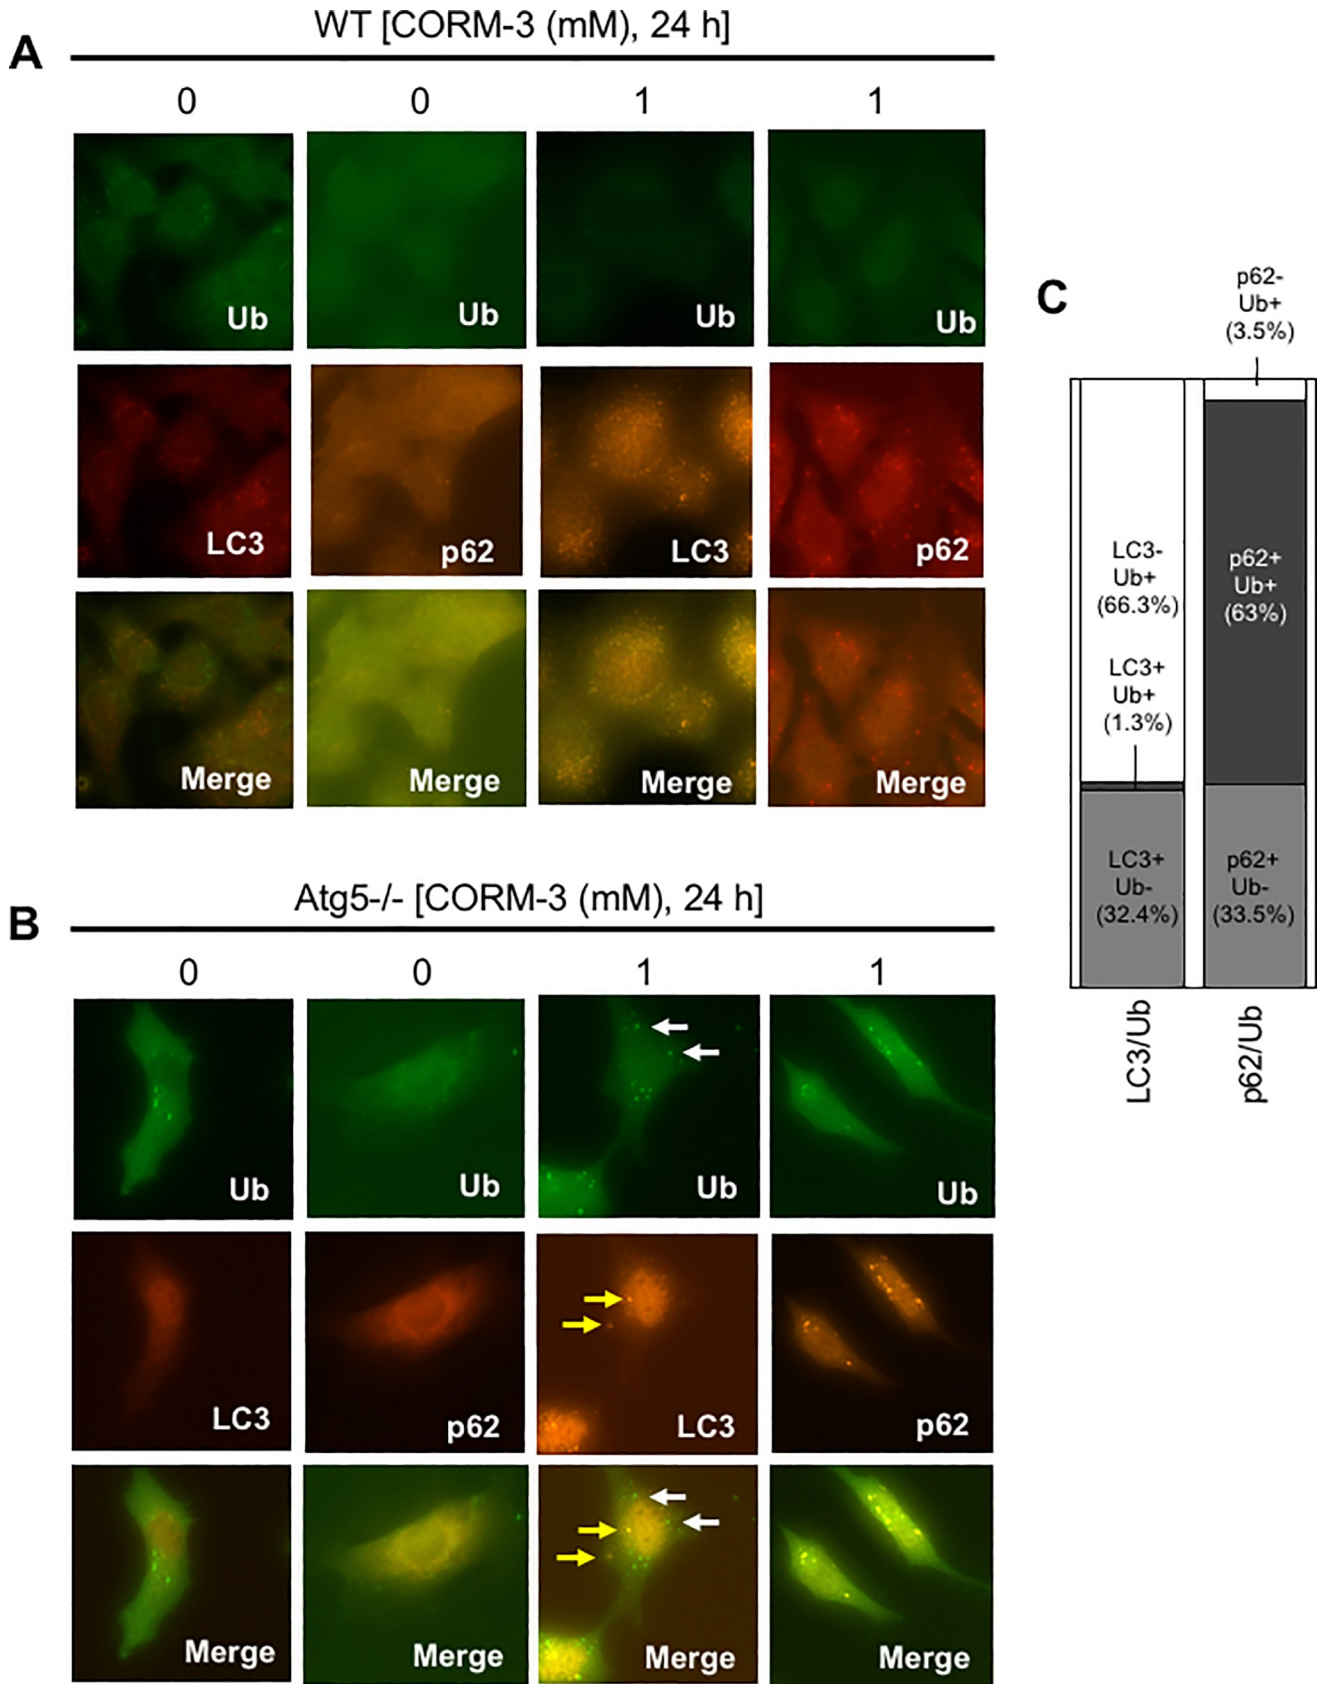 A
WT [CORM-3 (mM), 24 h]
0 0 1 1
Ub Ub Ub Ub
LC3 p62 LC3 p62
Merge Merge Merge Merge
B
Atg5-/- [CORM-3 (mM), 24 h]
0 0 1 1
Ub Ub Ub Ub
LC3 p62 LC3 p62
Merge Merge Merge Merge
C
p62-
Ub+
(3.5%)
LC3-
Ub+
(66.3%)
LC3+
Ub+
(1.3%)
LC3+
Ub-
(32.4%)
p62+
Ub+
(63%)
p62+
Ub-
(33.5%)
LC3/Ub
p62/Ub